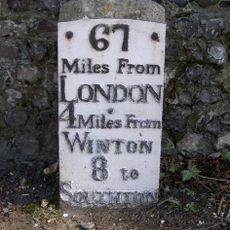 67
Miles From
LONDON
4 Miles From
WINTON
8 to
SOUTHTON